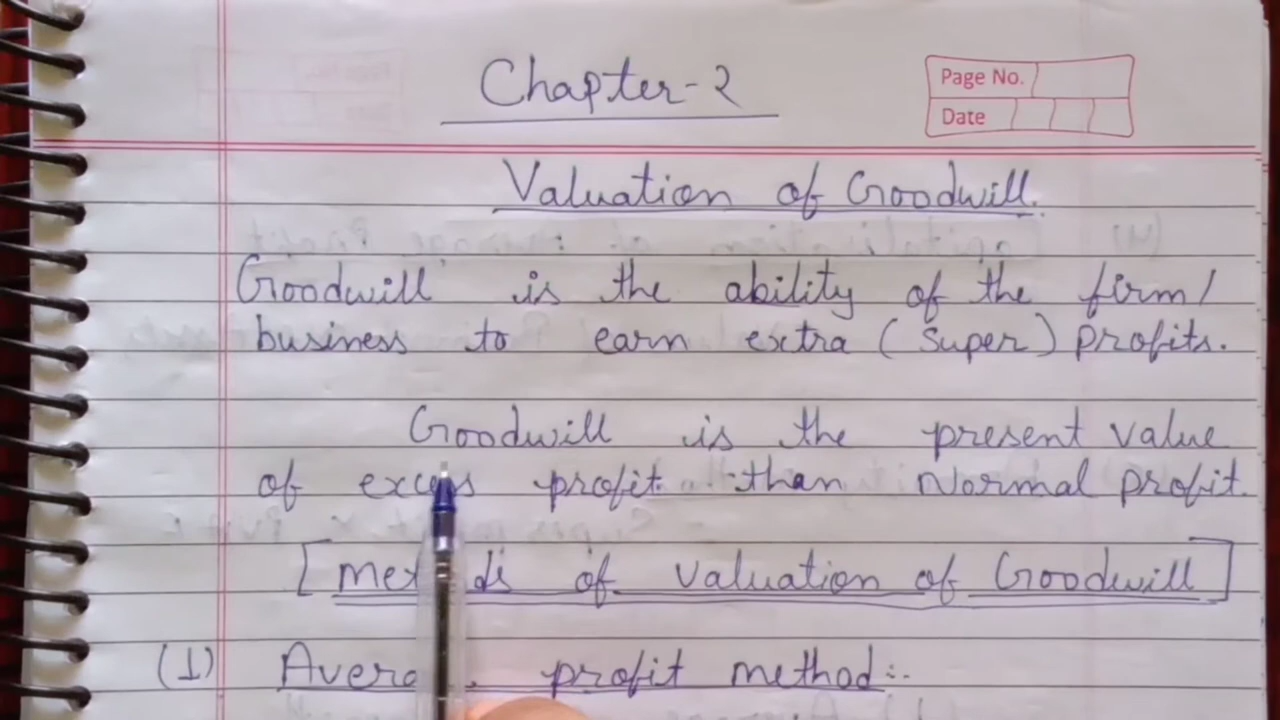 Chapter-2
Page No.
Date
Valuation of Goodwill.
Goodwill is the ability of the firm/
business to earn extra (Super) profits.
Goodwill is the present value
of excess profit than Normal profit.
[methods of valuation of Goodwill]
(1) Average profit method:-